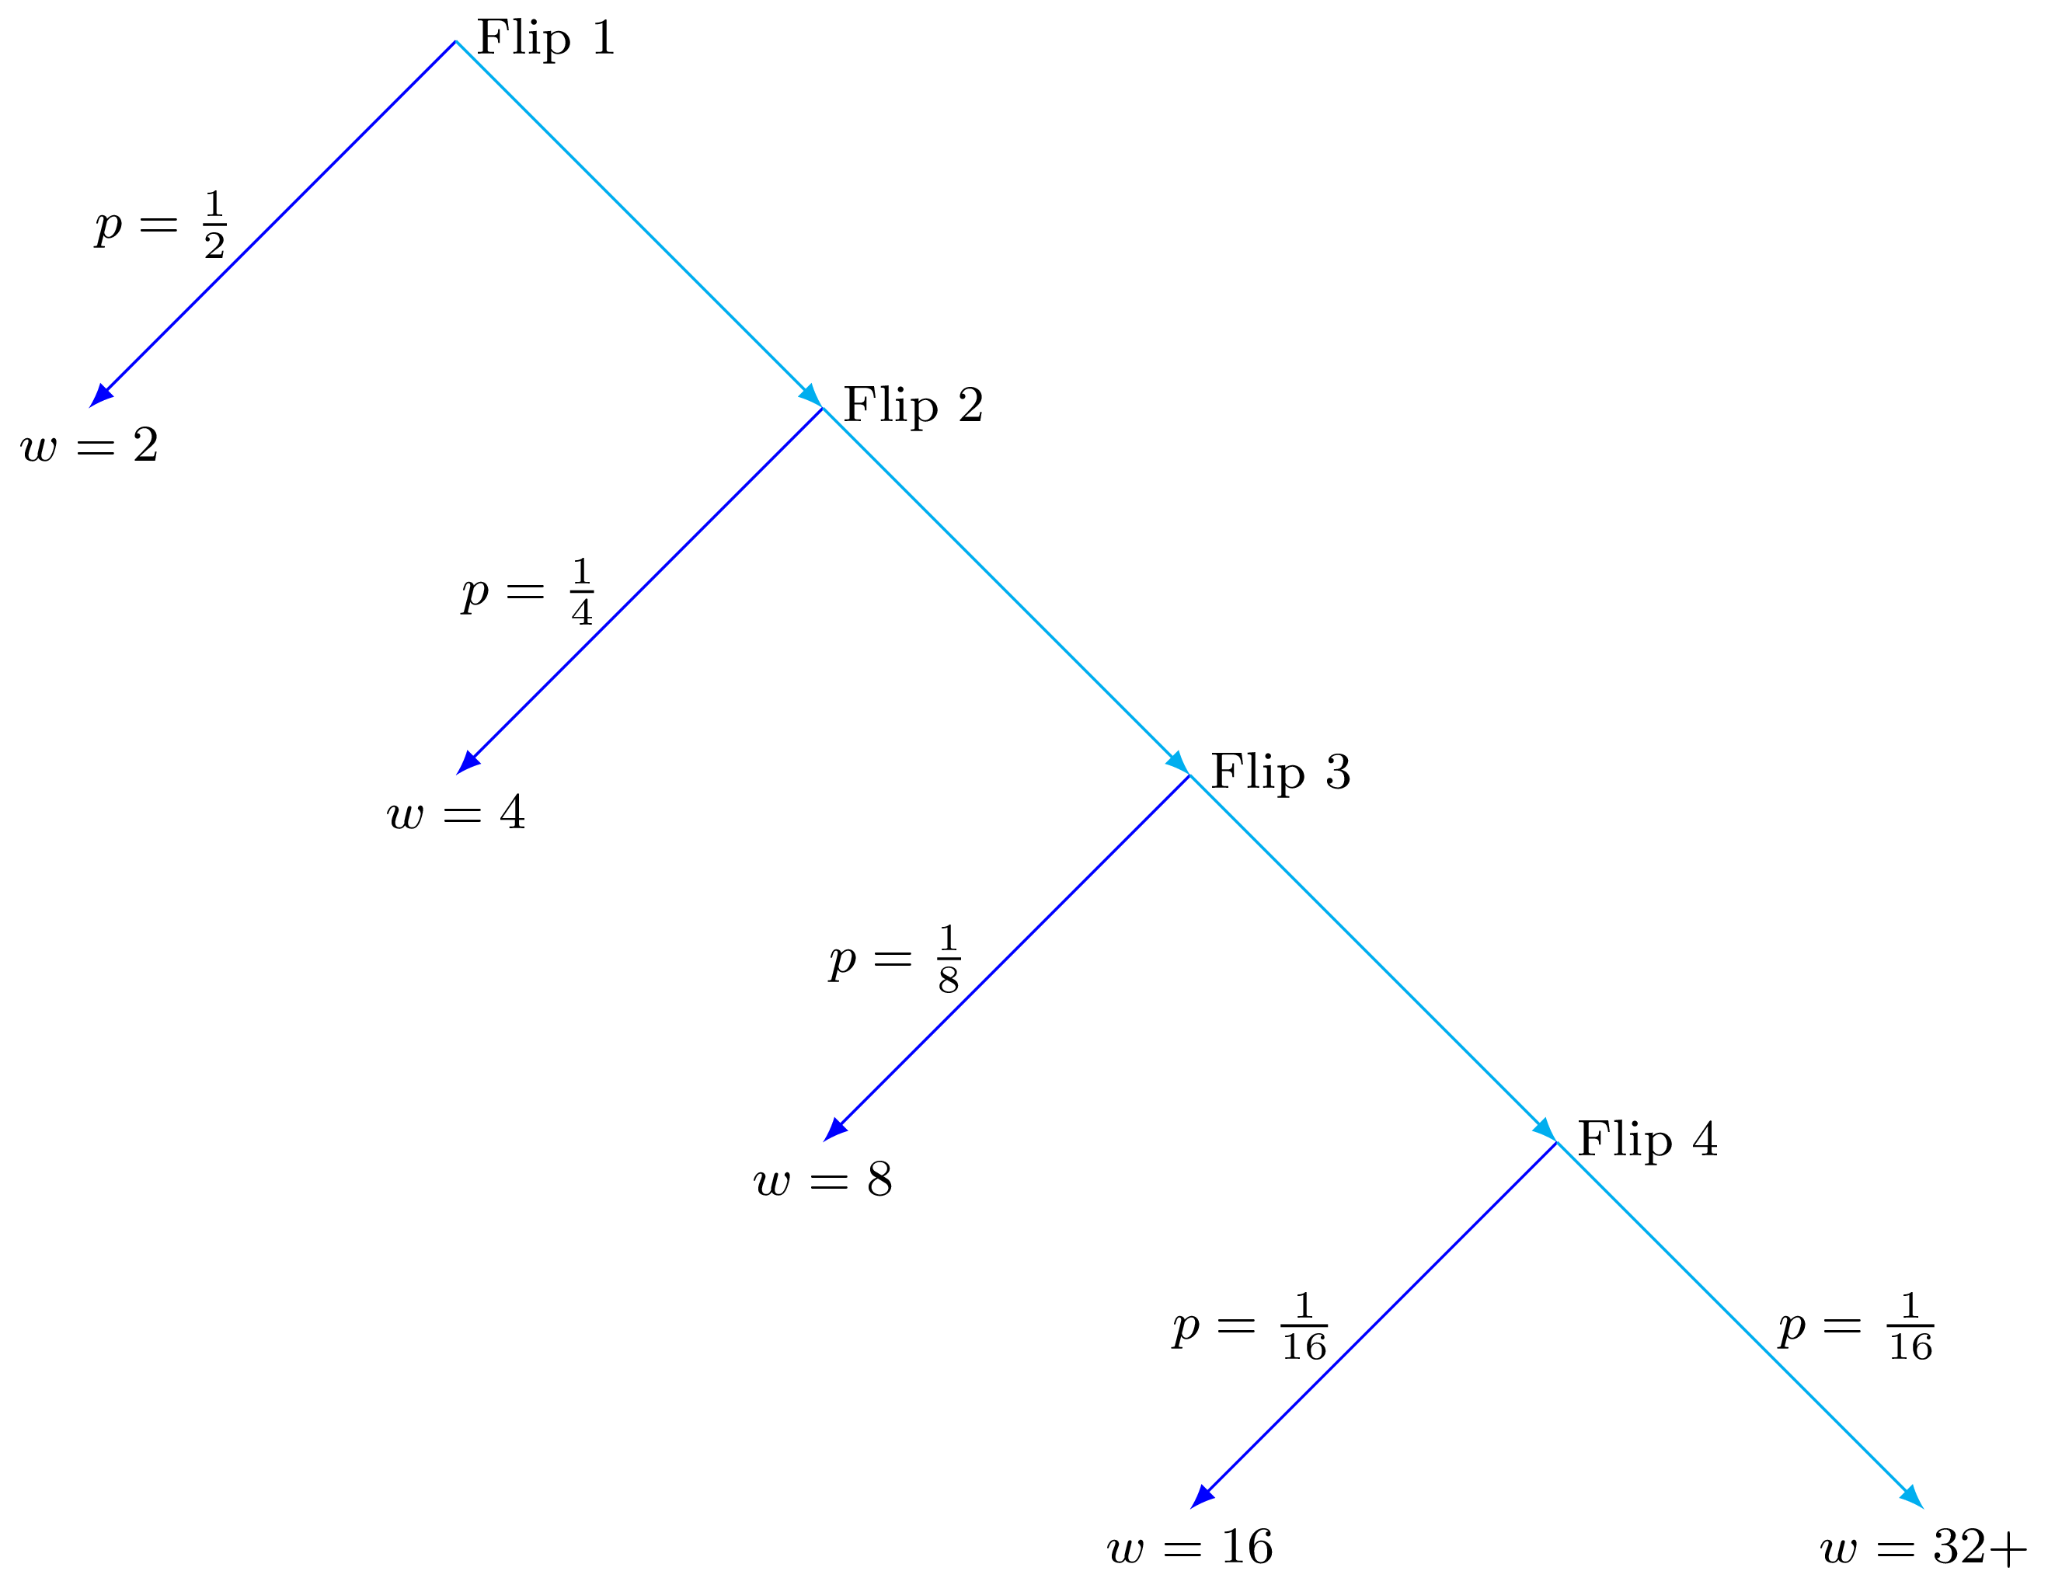 Flip 1
p = 1/2
w = 2
Flip 2
p = 1/4
w = 4
Flip 3
p = 1/8
w = 8
Flip 4
p = 1/16
p = 1/16
w = 16
w = 32+